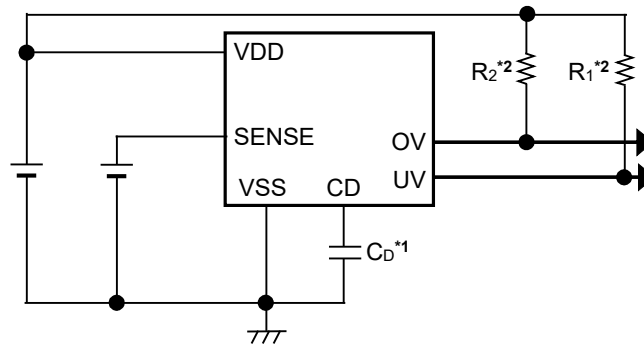 VDD
R2*2
R1*2
SENSE
OV
UV
VSS
CD
CD*1